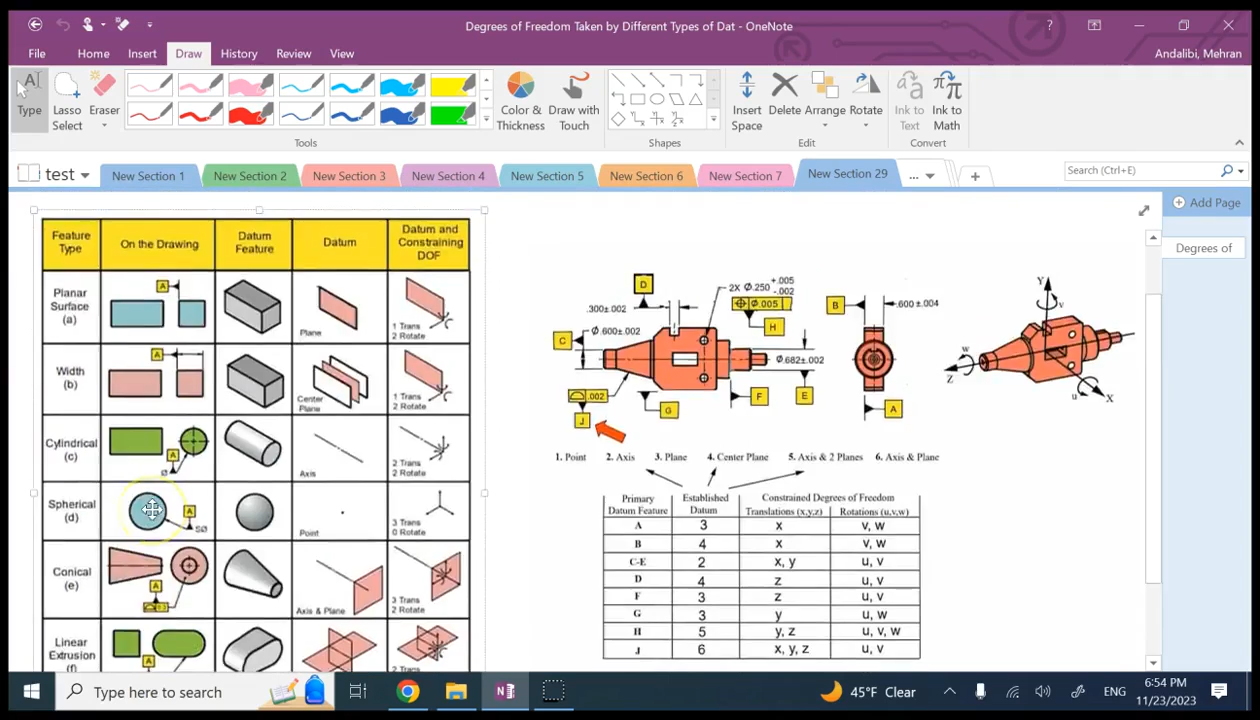 Degrees of Freedom Taken by Different Types of Dat - OneNote
Andalibi, Mehran
File Home Insert Draw History Review View
Type
Lasso Select
Eraser
Color & Thickness
Draw with Touch
Insert Space
Delete
Arrange
Rotate
Ink to Text
Ink to Math
Tools
Shapes
Edit
Convert
test
New Section 1
New Section 2
New Section 3
New Section 4
New Section 5
New Section 6
New Section 7
New Section 29
...
Search (Ctrl+E)
Add Page
Degrees of
Feature Type
On the Drawing
Datum Feature
Datum
Datum and Constraining DOF
Planar Surface (a)
A
Plane
1 Trans
2 Rotate
Width (b)
A
Center Plane
1 Trans
2 Rotate
Cylindrical (c)
A
Ø
Axis
2 Trans
2 Rotate
Spherical (d)
A
SØ
Point
3 Trans
0 Rotate
Conical (e)
A
Axis & Plane
3 Trans
2 Rotate
Linear Extrusion (f)
A
2 Trans
D
.300±.002
2X Ø.250 +.005 -.002
Ø.005
H
C
Ø.600±.002
Ø.682±.002
.002
J
G
F
E
B
.600±.004
A
Y
v
w
Z
u
X
1. Point 2. Axis 3. Plane 4. Center Plane 5. Axis & 2 Planes 6. Axis & Plane
Primary Datum Feature
Established Datum
Constrained Degrees of Freedom
Translations (x,y,z)
Rotations (u,v,w)
A 3 x v, w
B 4 x v, w
C-E 2 x, y u, v
D 4 z u, v
F 3 z u, v
G 3 y u, w
H 5 y, z u, v, w
J 6 x, y, z u, v
Type here to search
45°F Clear
ENG
6:54 PM
11/23/2023